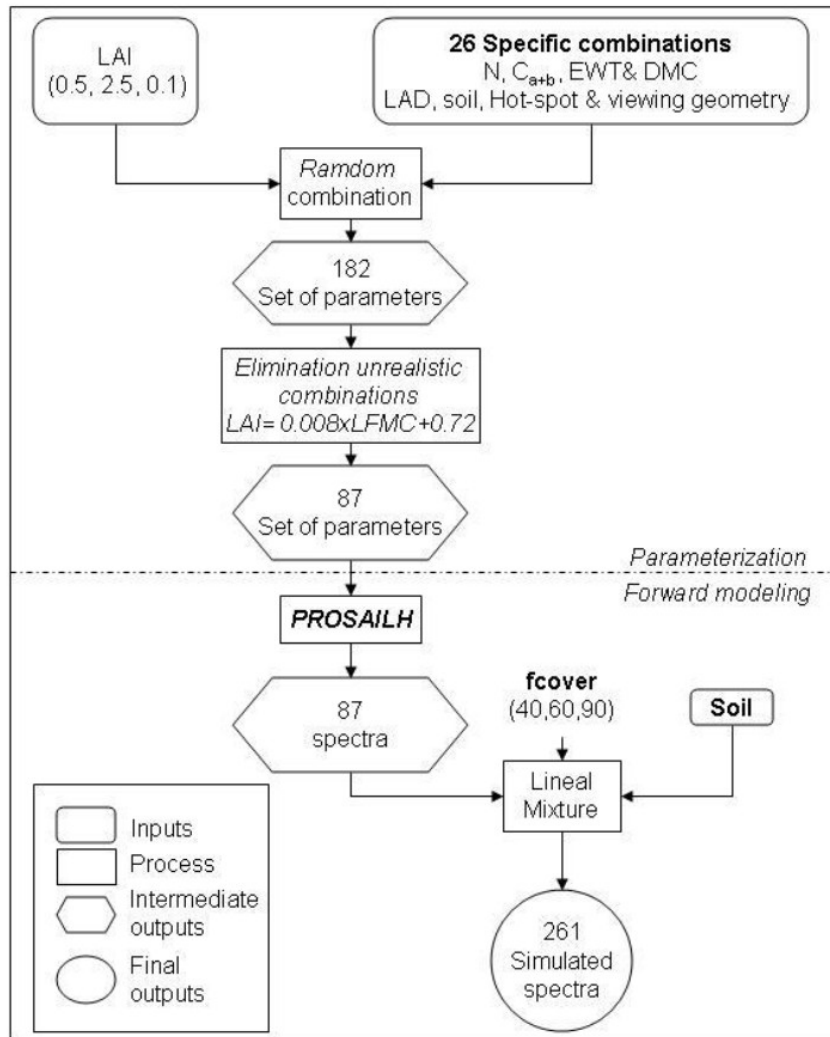 LAI
(0.5, 2.5, 0.1)
26 Specific combinations
N, Ca+b, EWT& DMC
LAD, soil, Hot-spot & viewing geometry
Ramdom
combination
182
Set of parameters
Elimination unrealistic
combinations
LAI= 0.008xLFMC+0.72
87
Set of parameters
Parameterization
Forward modeling
PROSAILH
87
spectra
fcover
(40,60,90)
Soil
Lineal
Mixture
261
Simulated
spectra
Inputs
Process
Intermediate
outputs
Final
outputs